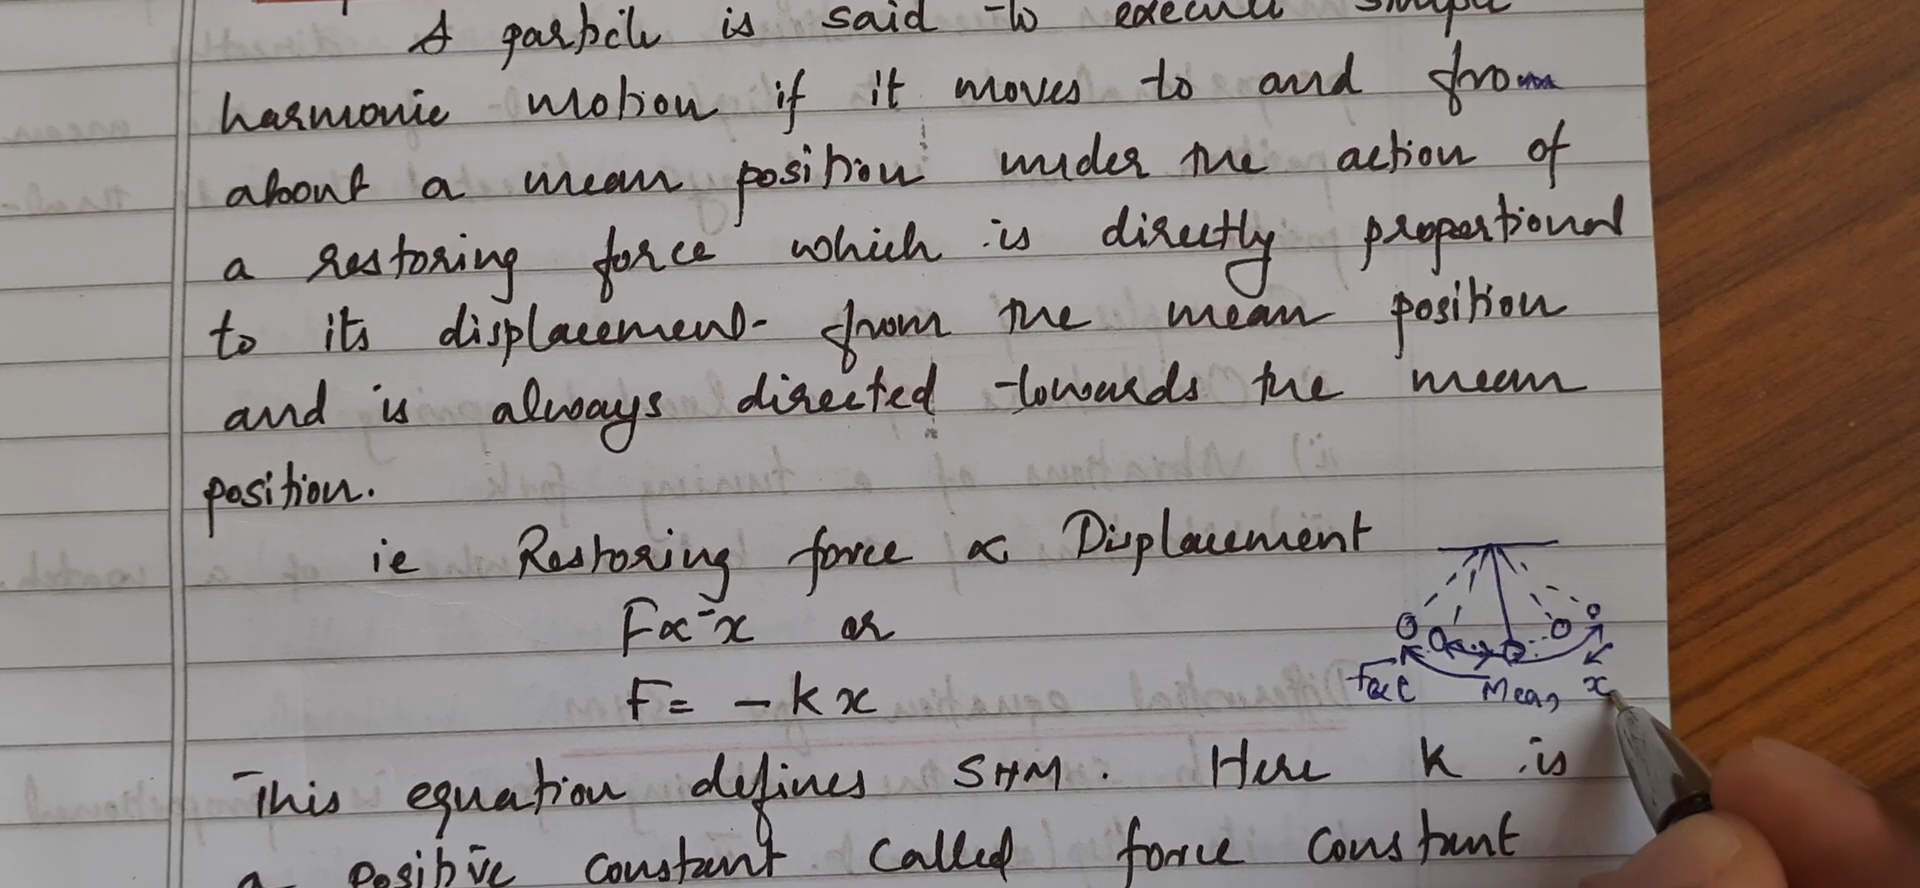 A particle is said to execute simple
harmonic motion if it moves to and from
about a mean position under the action of
a restoring force which is directly proportional
to its displacement from the mean position
and is always directed towards the mean
position.
ie Restoring force ∝ Displacement
F ∝ -x or
F = - k x
Mean x
This equation defines SHM. Here k is
a positive constant called force constant